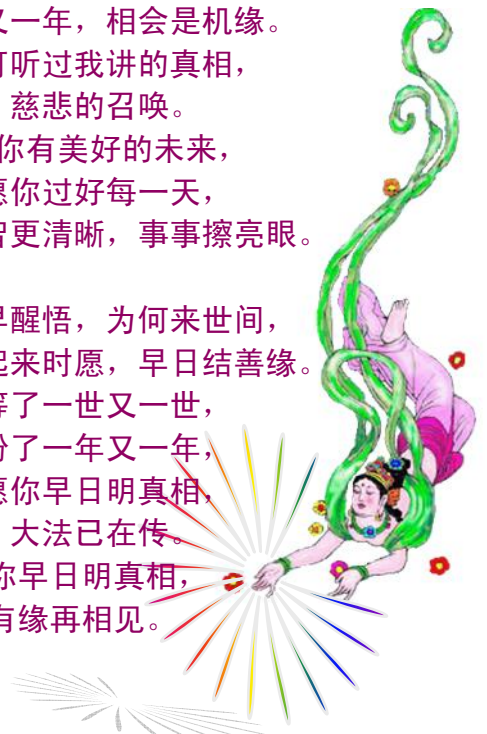 又一年，相会是机缘。
可听过我讲的真相，
慈悲的召唤。
你有美好的未来，
愿你过好每一天，
智更清晰，事事擦亮眼。
早醒悟，为何来世间，
起来时愿，早日结善缘。
等了一世又一世，
盼了一年又一年，
愿你早日明真相，
大法已在传。
你早日明真相，
有缘再相见。